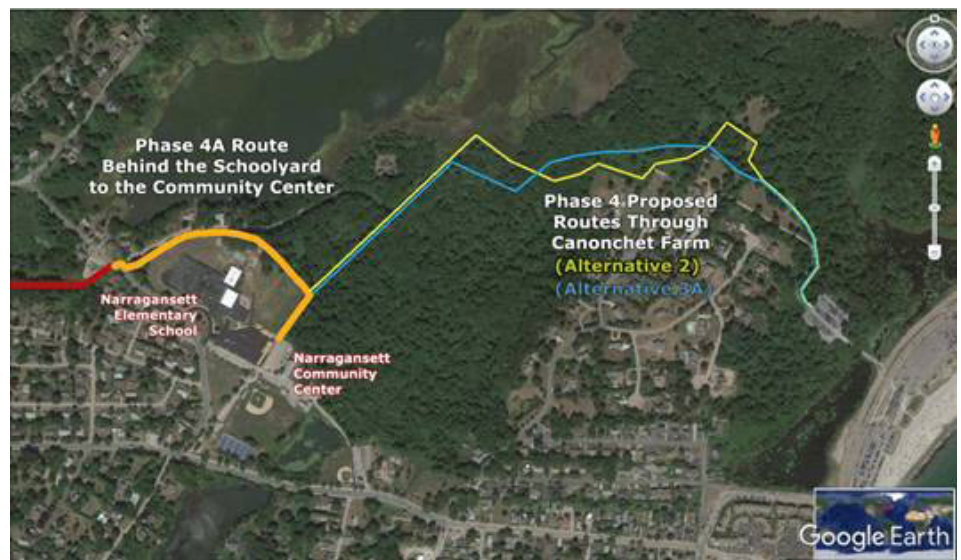 Phase 4A Route
Behind the Schoolyard
to the Community Center
Phase 4 Proposed
Routes Through
Canonchet Farm
(Alternative 2)
(Alternative 3A)
Narragansett
Elementary
School
Narragansett
Community
Center
Google Earth